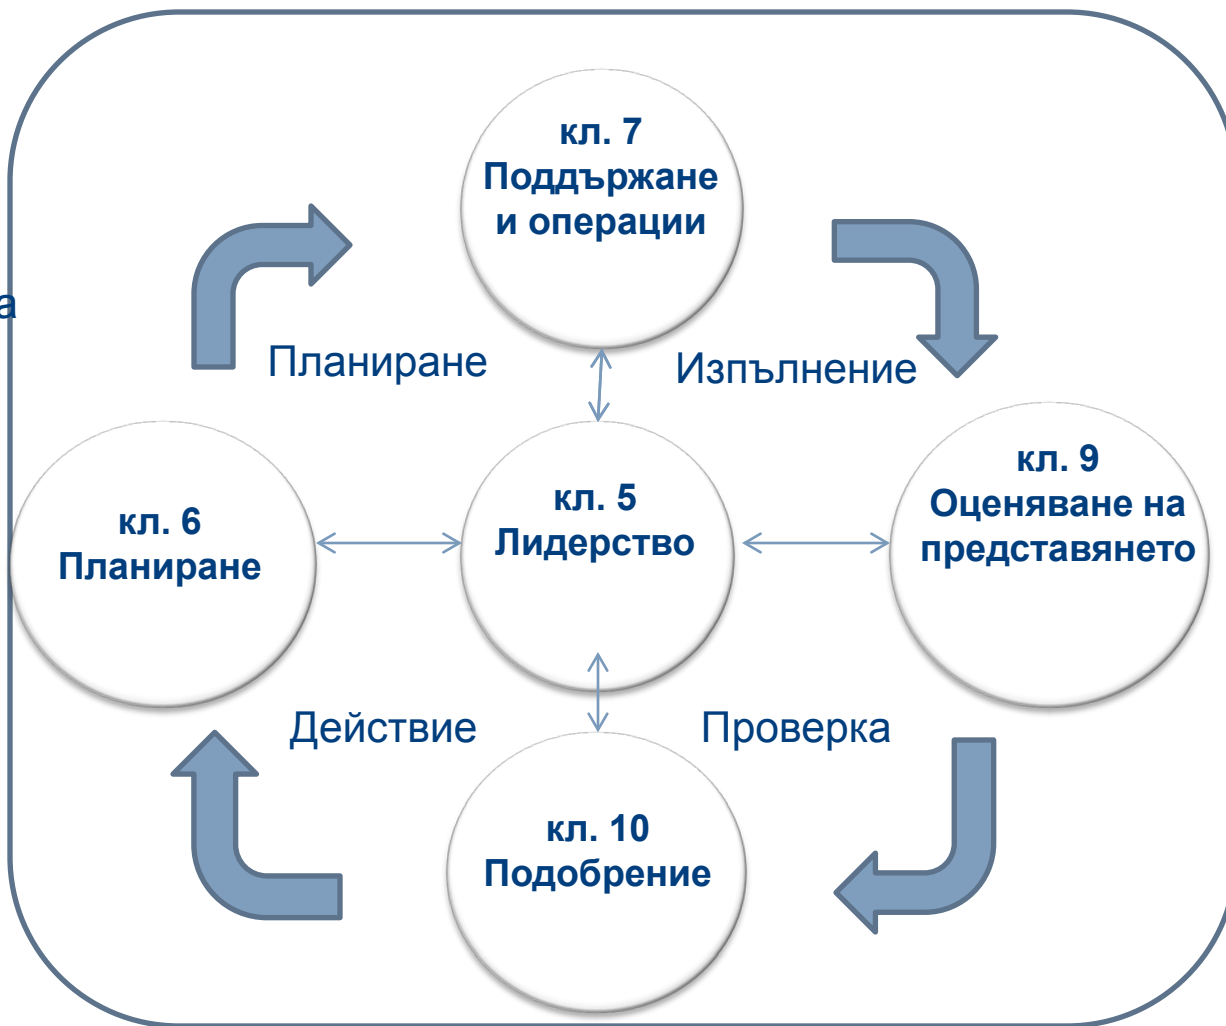 кл. 7
Поддържане
и операции
а
Планиране
Изпълнение
кл. 6
Планиране
кл. 5
Лидерство
кл. 9
Оценяване на
представянето
Действие
Проверка
кл. 10
Подобрение